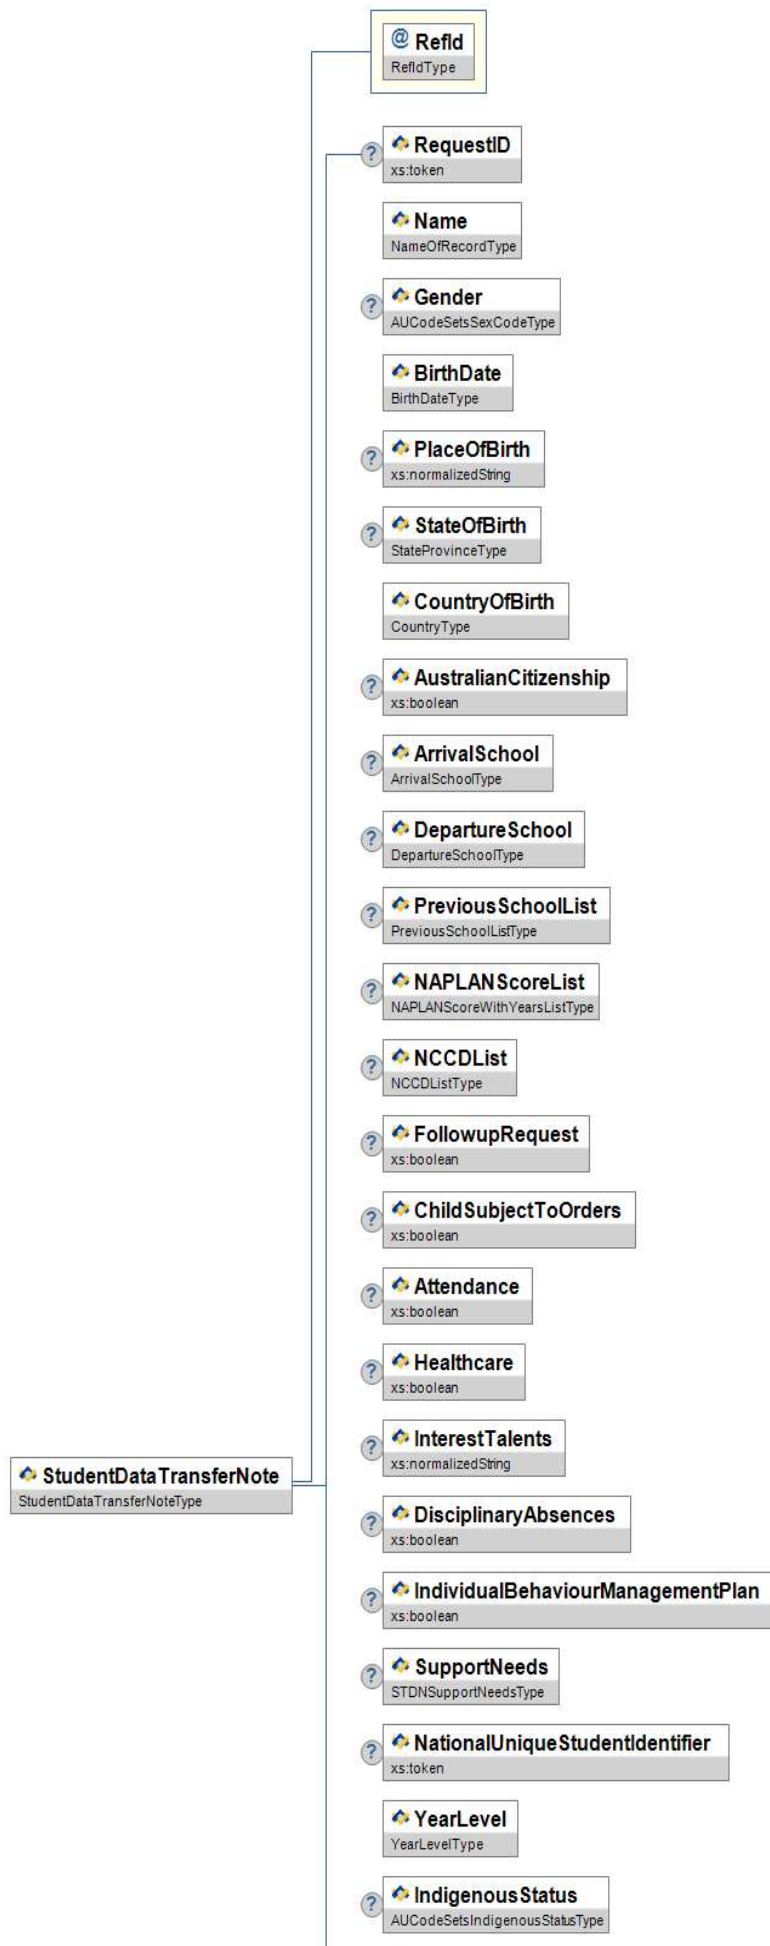 @ RefId
RefIdType
? RequestID
xs:token
Name
NameOfRecordType
? Gender
AUCodeSetsSexCodeType
BirthDate
BirthDateType
? PlaceOfBirth
xs:normalizedString
? StateOfBirth
StateProvinceType
CountryOfBirth
CountryType
? AustralianCitizenship
xs:boolean
? ArrivalSchool
ArrivalSchoolType
? DepartureSchool
DepartureSchoolType
? PreviousSchoolList
PreviousSchoolListType
? NAPLANScoreList
NAPLANScoreWithYearsListType
? NCCDList
NCCDListType
? FollowupRequest
xs:boolean
? ChildSubjectToOrders
xs:boolean
? Attendance
xs:boolean
? Healthcare
xs:boolean
? InterestTalents
xs:normalizedString
StudentDataTransferNote
StudentDataTransferNoteType
? DisciplinaryAbsences
xs:boolean
? IndividualBehaviourManagementPlan
xs:boolean
? SupportNeeds
STDNSupportNeedsType
? NationalUniqueStudentIdentifier
xs:token
YearLevel
YearLevelType
? IndigenousStatus
AUCodeSetsIndigenousStatusType